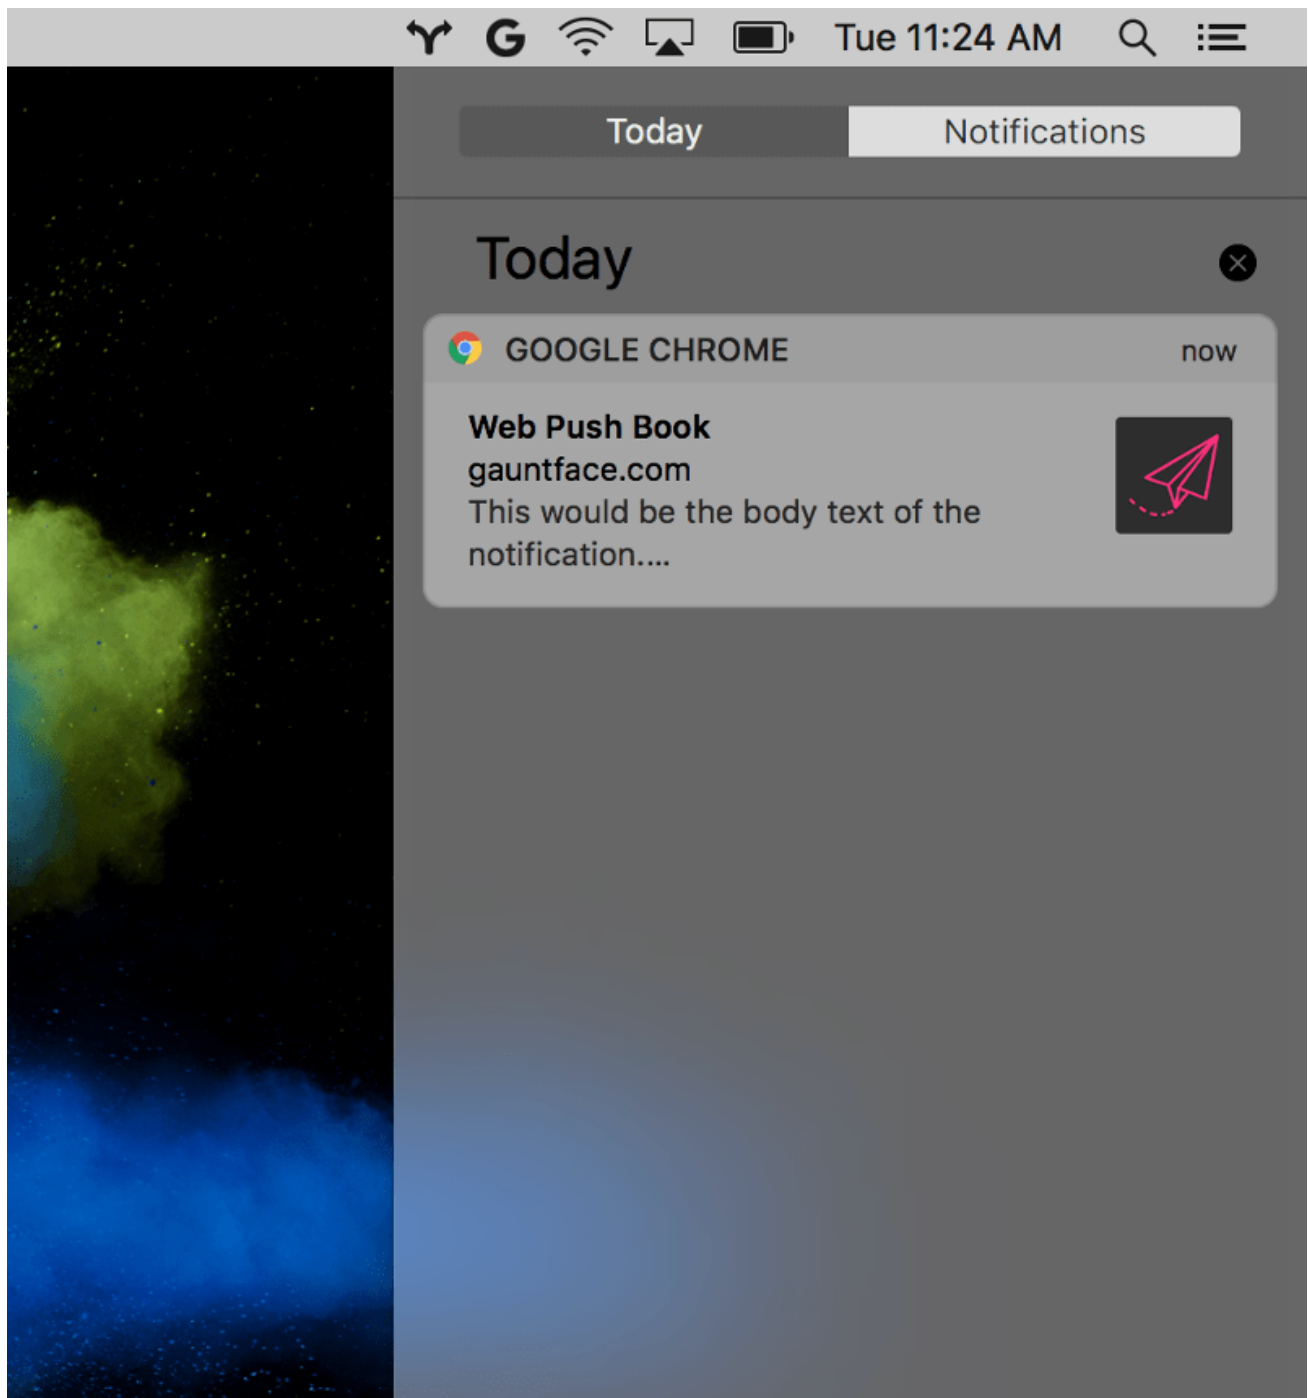 Tue 11:24 AM
Today Notifications
Today
GOOGLE CHROME now
Web Push Book
gauntface.com
This would be the body text of the
notification....